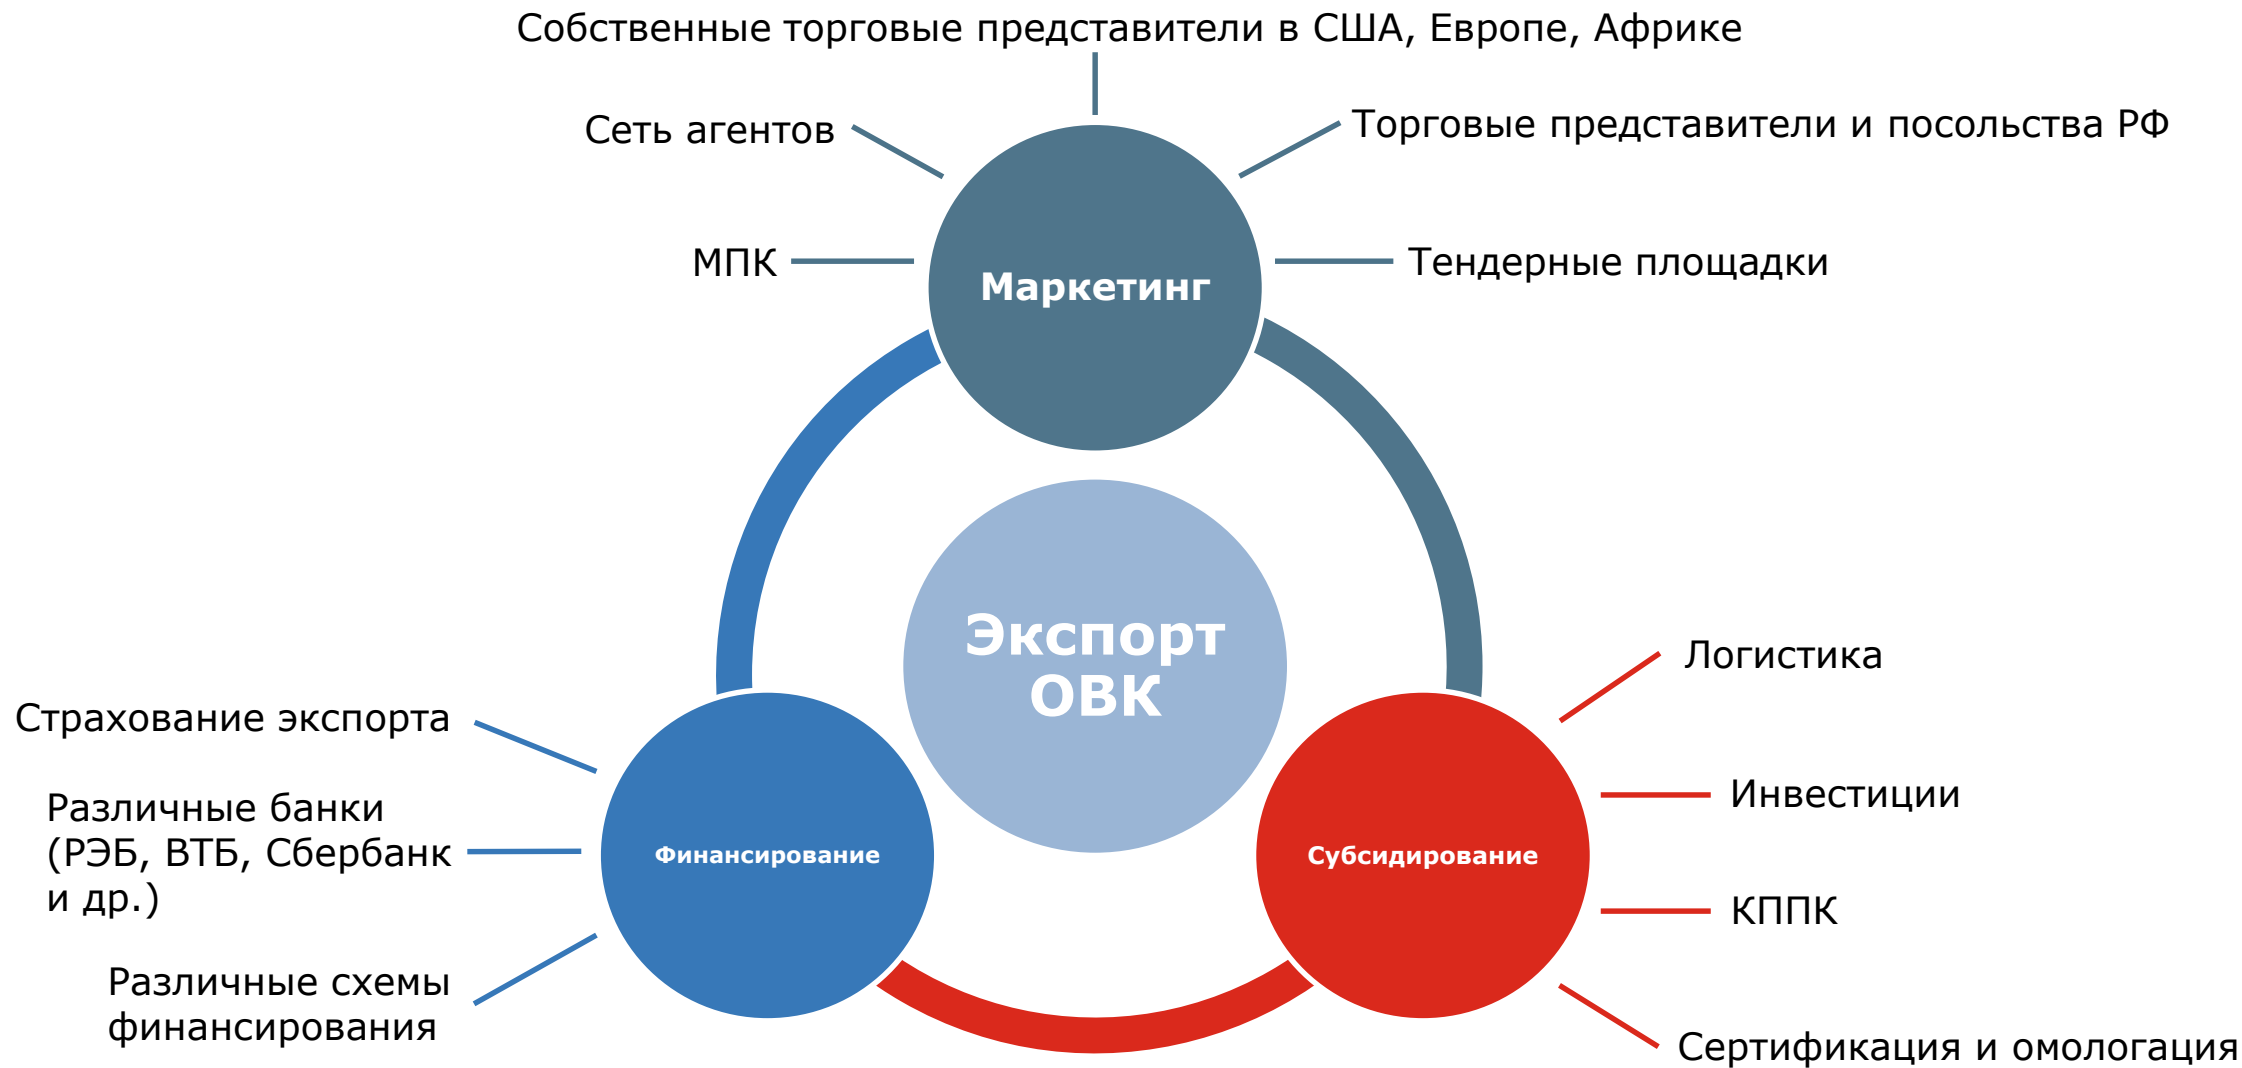 Собственные торговые представители в США, Европе, Африке
Сеть агентов
Торговые представители и посольства РФ
МПК
Тендерные площадки
Маркетинг
Экспорт
ОВК
Логистика
Инвестиции
КППК
Сертификация и омологация
Субсидирование
Страхование экспорта
Различные банки
(РЭБ, ВТБ, Сбербанк
и др.)
Различные схемы
финансирования
Финансирование